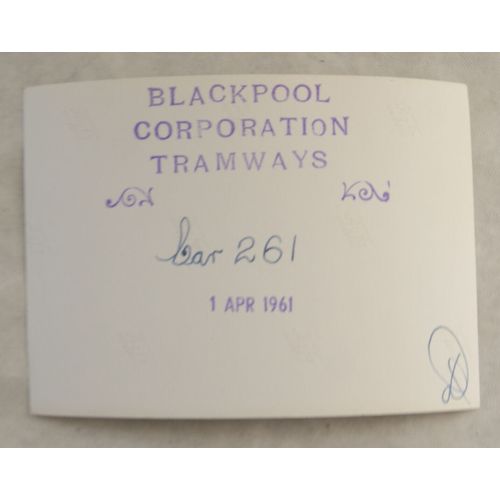 BLACKPOOL
CORPORATION
TRAMWAYS
Car 261
1 APR 1961